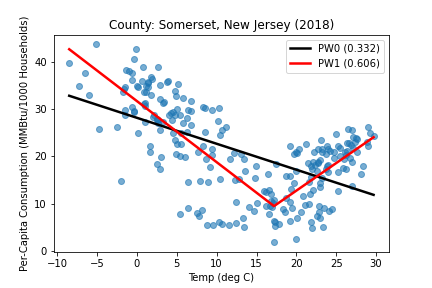 County: Somerset, New Jersey (2018)
PW0 (0.332)
PW1 (0.606)
Per-Capita Consumption (MMBtu/1000 Households)
40
30
20
10
0
−10 −5 0 5 10 15 20 25 30
Temp (deg C)